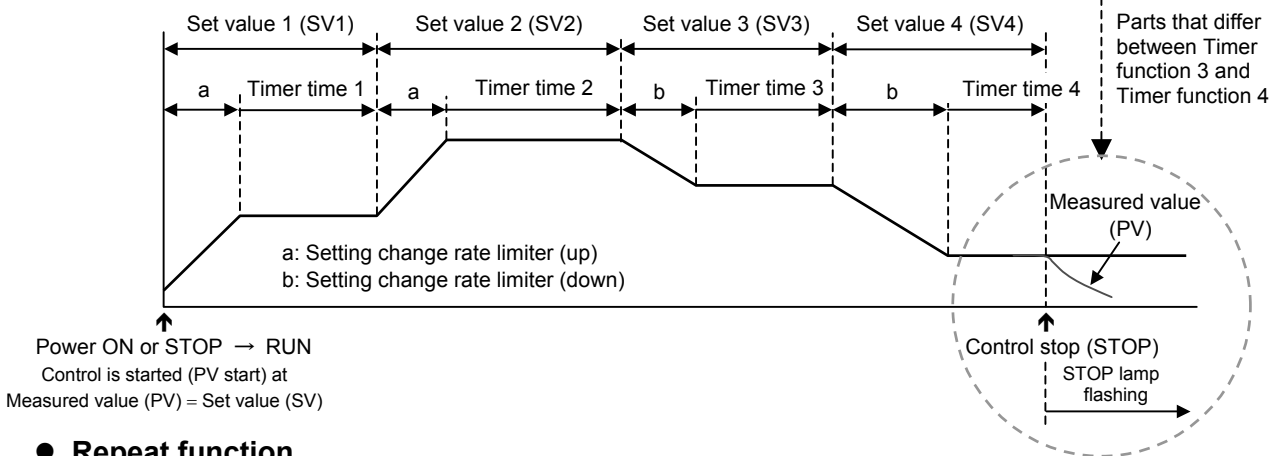 Set value 1 (SV1)
Set value 2 (SV2)
Set value 3 (SV3)
Set value 4 (SV4)
Parts that differ
between Timer
function 3 and
Timer function 4
a
Timer time 1
a
Timer time 2
b
Timer time 3
b
Timer time 4
Measured value
(PV)
a: Setting change rate limiter (up)
b: Setting change rate limiter (down)
Power ON or STOP → RUN
Control is started (PV start) at
Measured value (PV) = Set value (SV)
Control stop (STOP)
STOP lamp
flashing
● Repeat function